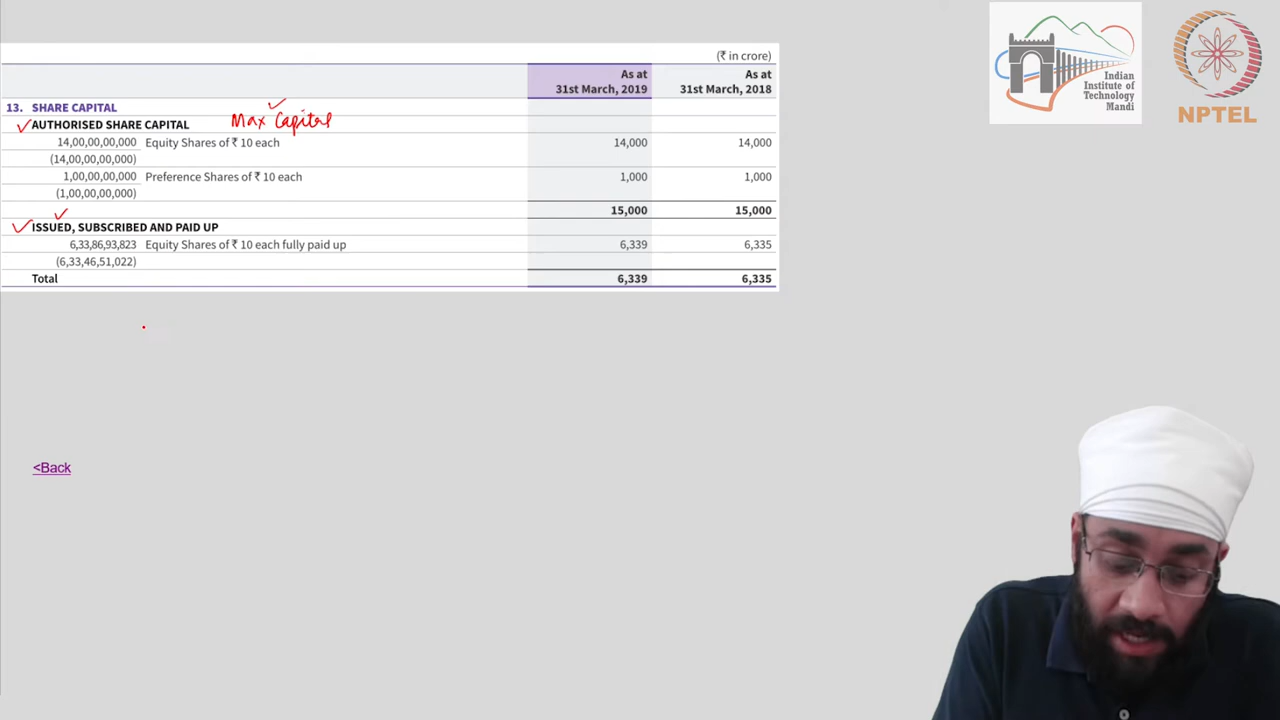 (₹ in crore)
As at 31st March, 2019 As at 31st March, 2018
13. SHARE CAPITAL
AUTHORISED SHARE CAPITAL Max Capital
14,00,00,00,000 Equity Shares of ₹ 10 each 14,000 14,000
(14,00,00,00,000)
1,00,00,00,000 Preference Shares of ₹ 10 each 1,000 1,000
(1,00,00,00,000)
15,000 15,000
ISSUED, SUBSCRIBED AND PAID UP
6,33,86,93,823 Equity Shares of ₹ 10 each fully paid up 6,339 6,335
(6,33,46,51,022)
Total 6,339 6,335
<Back
Indian
Institute of
Technology
Mandi
NPTEL